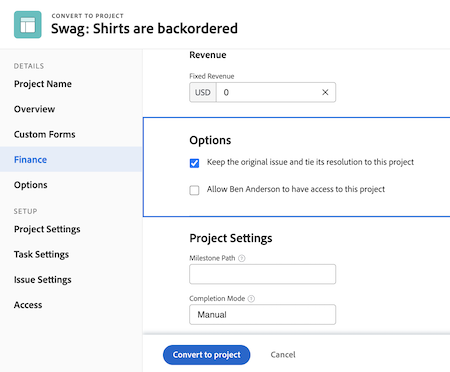 CONVERT TO PROJECT
Swag: Shirts are backordered
DETAILS
Project Name
Overview
Custom Forms
Finance
Options
SETUP
Project Settings
Task Settings
Issue Settings
Access
Revenue
Fixed Revenue
USD 0
Options
Keep the original issue and tie its resolution to this project
Allow Ben Anderson to have access to this project
Project Settings
Milestone Path
Completion Mode
Manual
Convert to project Cancel